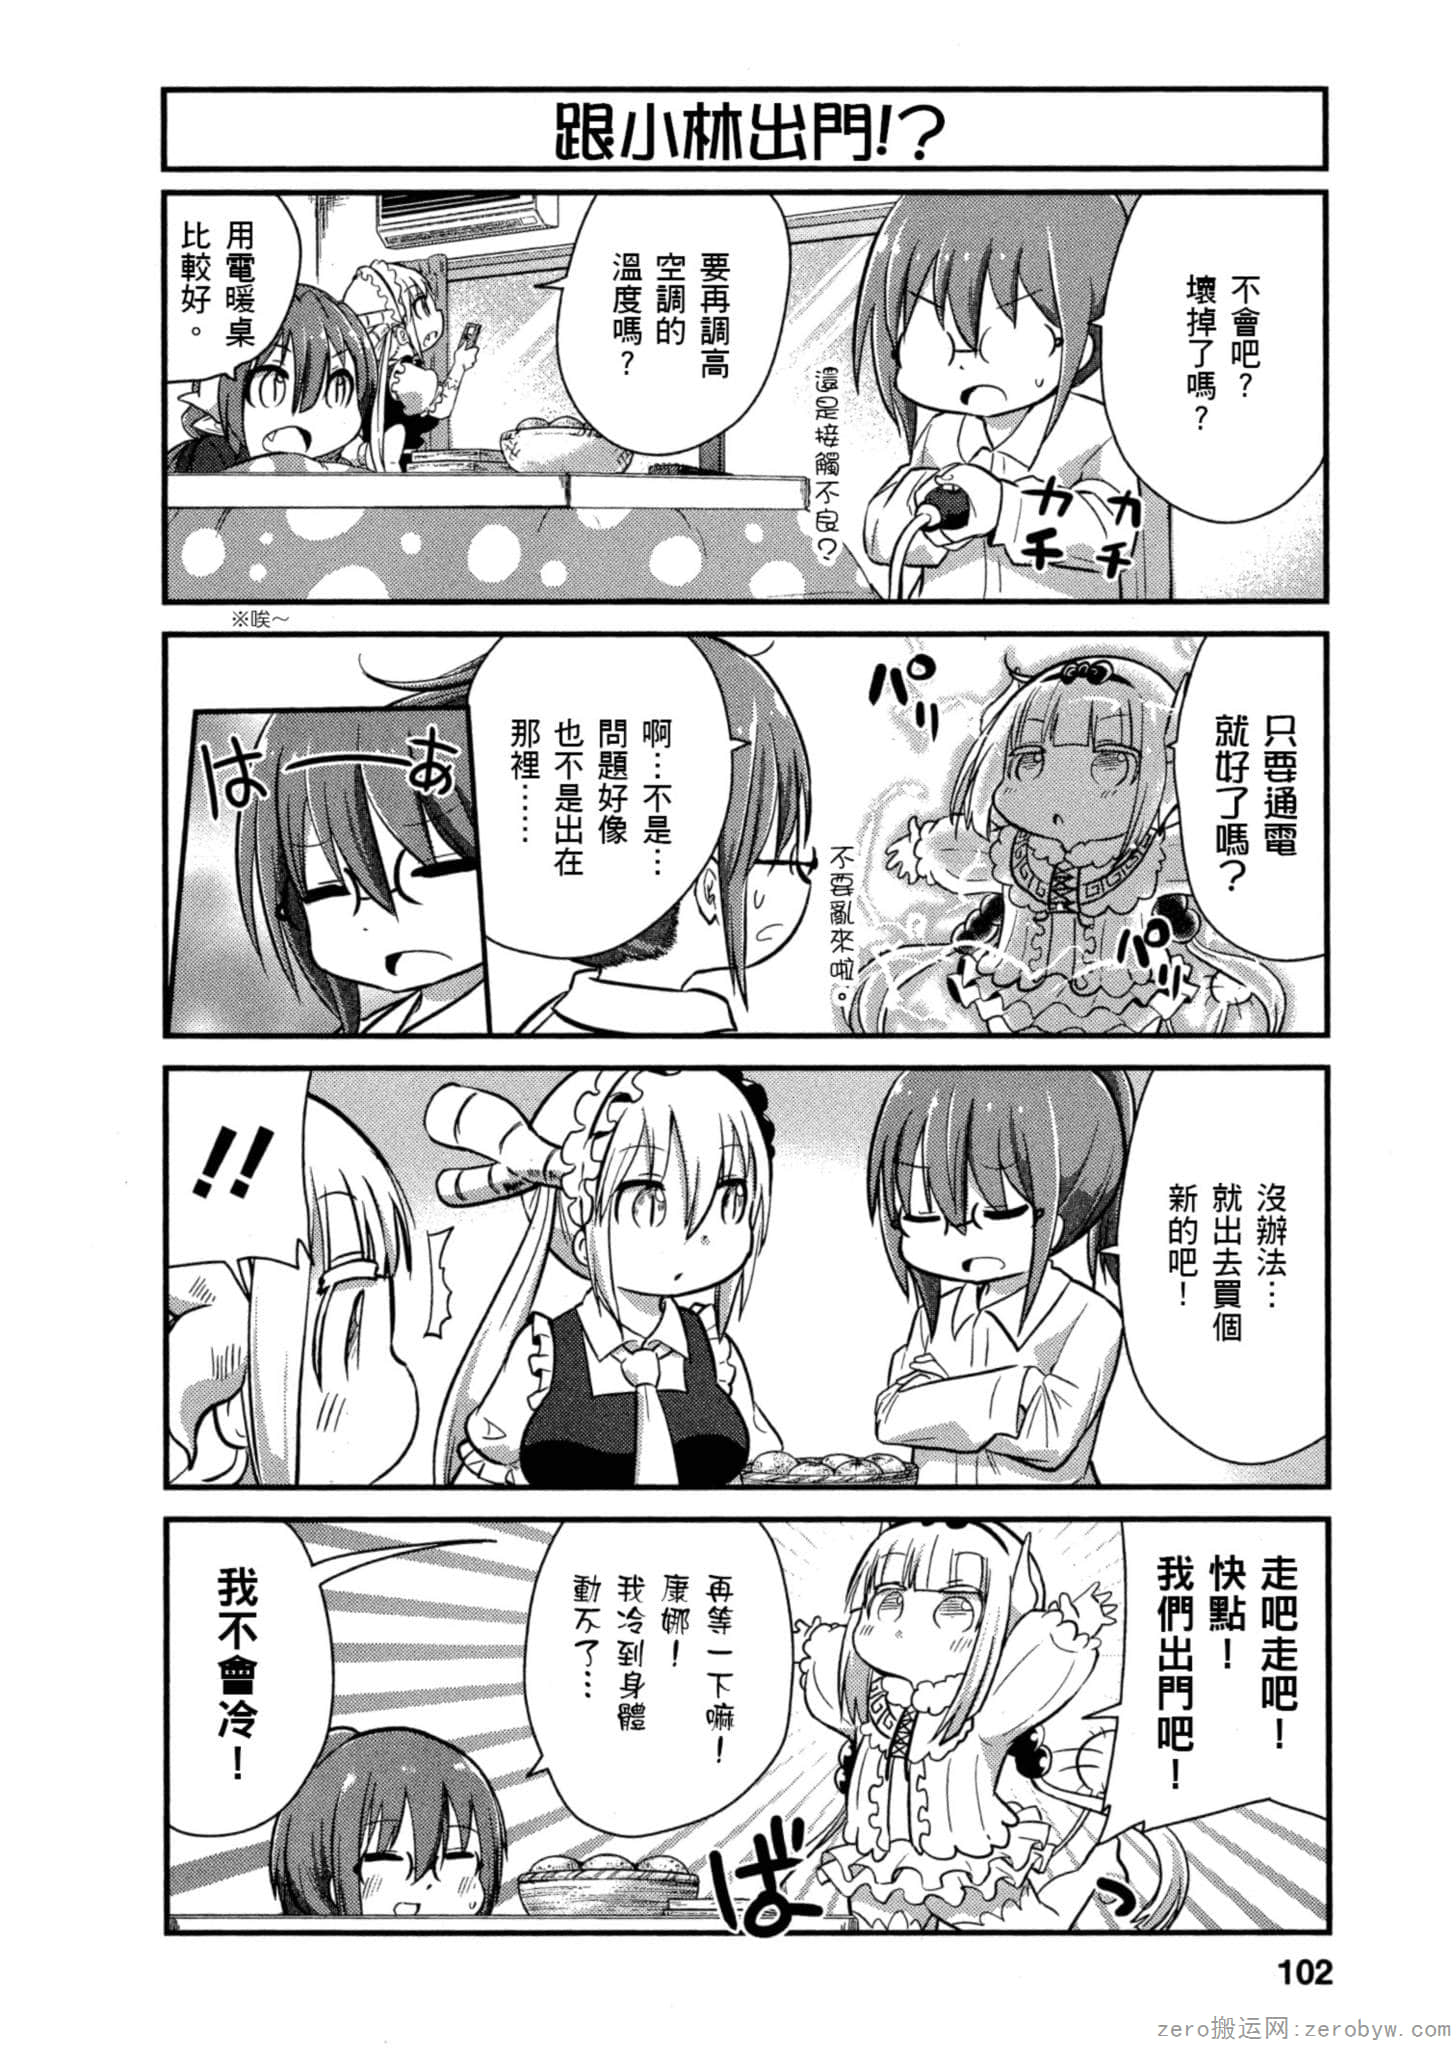 跟小林出門!?
不會吧?
壞掉了嗎?
カチ
カチ
還是接觸不良?
要再調高
空調的
溫度嗎?
用電暖桌
比較好。
※唉～
只要通電
就好了嗎?
パリ
パリ
不要亂來啦。
啊…不是…
問題好像
也不是出在
那裡……
はーぁ
沒辦法…
就出去買個
新的吧!
!!
走吧走吧!
快點!
我們出門吧!
ばっ
再等一下嘛!
康娜!
我冷到身體
動不了…
我不會冷!
102
zero搬运网:zerobyw.com